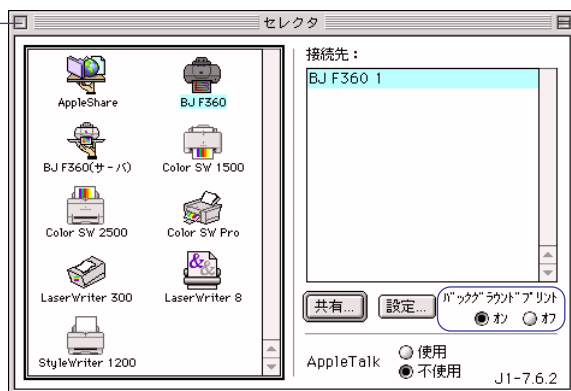 セレクタ
AppleShare
BJ F360
BJ F360(サーバ)
Color SW 1500
Color SW 2500
Color SW Pro
LaserWriter 300
LaserWriter 8
StyleWriter 1200
接続先：
BJ F360 1
共有...
設定...
バックグラウンドプリント
オン
オフ
AppleTalk
使用
不使用
J1-7.6.2